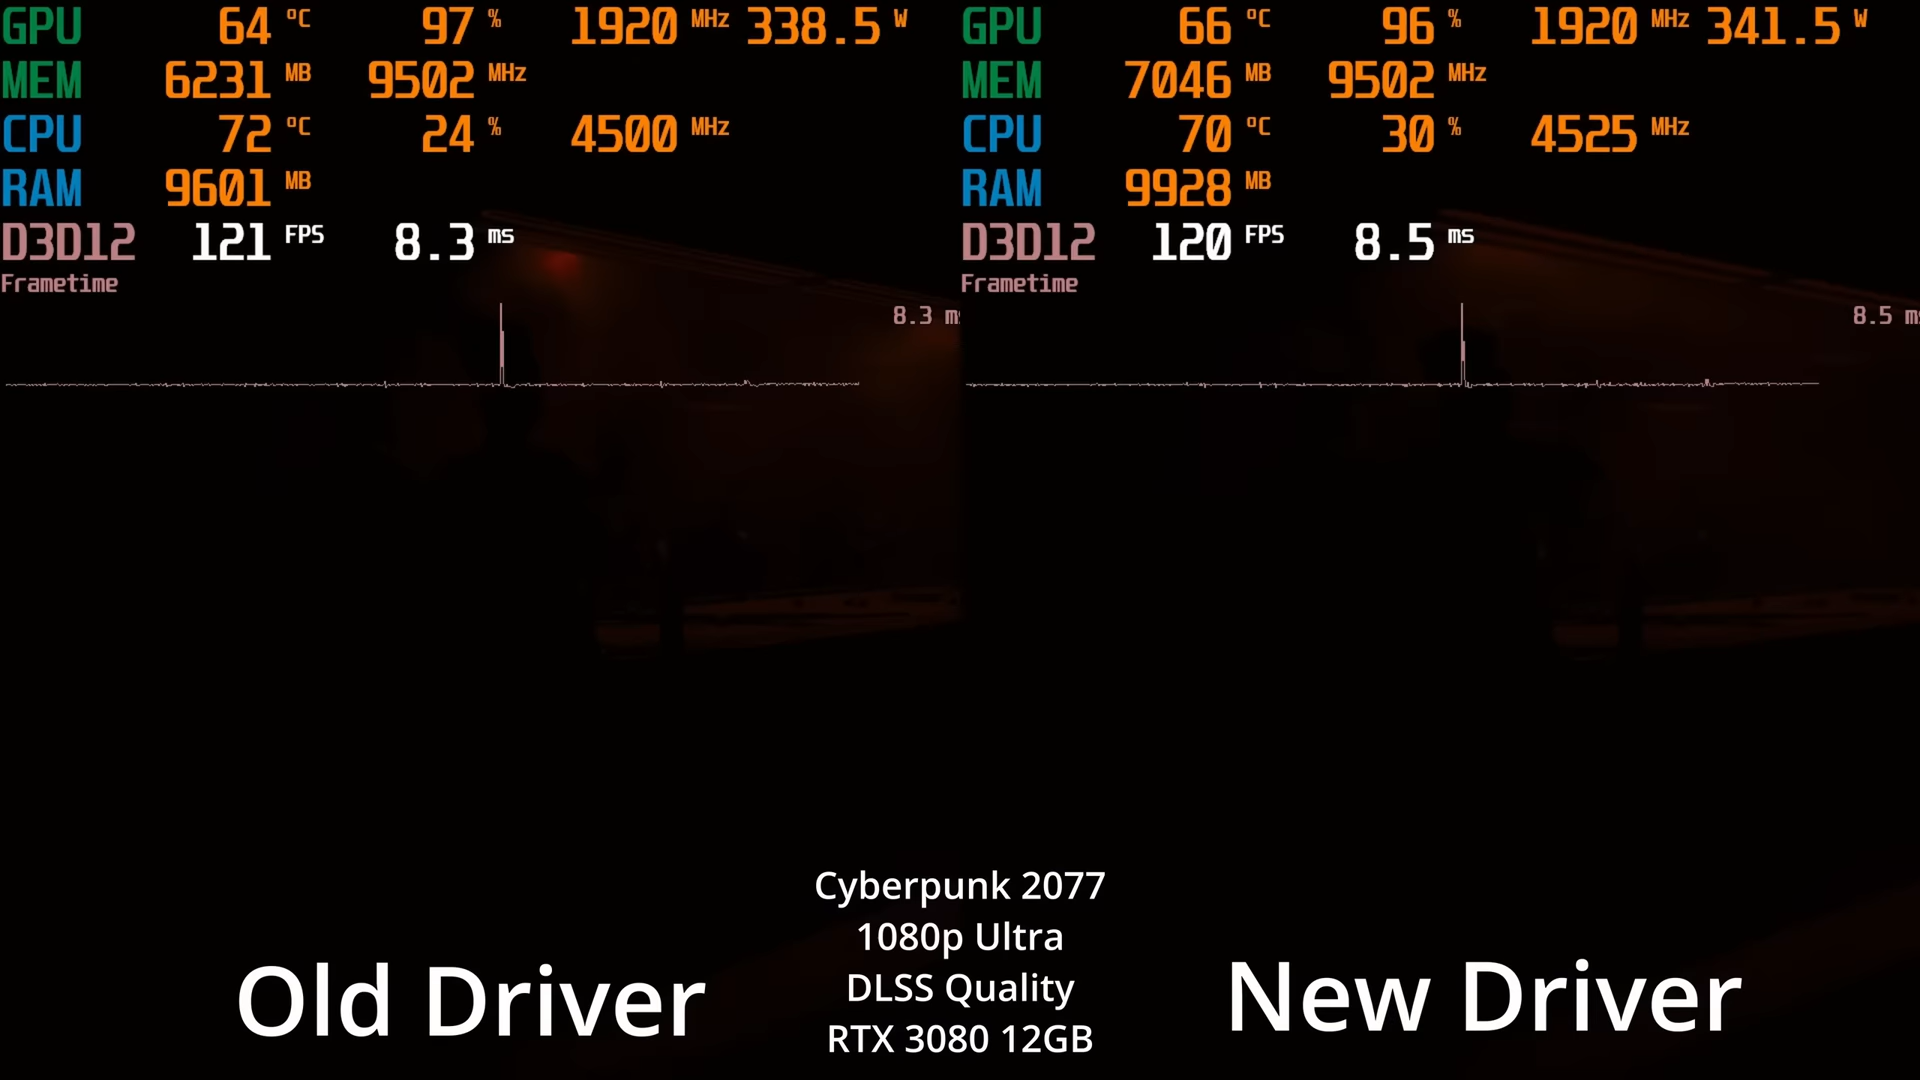 GPU 64 °C 97 % 1920 MHz 338.5 W
MEM 6231 MB 9502 MHz
CPU 72 °C 24 % 4500 MHz
RAM 9601 MB
D3D12 121 FPS 8.3 ms
Frametime
8.3 m
GPU 66 °C 96 % 1920 MHz 341.5 W
MEM 7046 MB 9502 MHz
CPU 70 °C 30 % 4525 MHz
RAM 9928 MB
D3D12 120 FPS 8.5 ms
Frametime
8.5 ms
Cyberpunk 2077
1080p Ultra
DLSS Quality
RTX 3080 12GB
Old Driver
New Driver